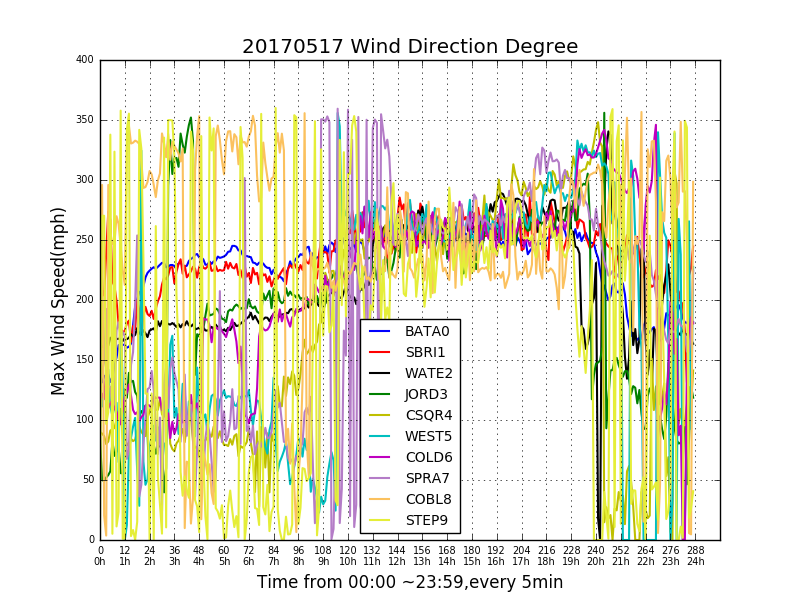 20170517 Wind Direction Degree
Max Wind Speed(mph)
400
350
300
250
200
150
100
50
0
BATA0
SBRI1
WATE2
JORD3
CSQR4
WEST5
COLD6
SPRA7
COBL8
STEP9
0 12 24 36 48 60 72 84 96 108 120 132 144 156 168 180 192 204 216 228 240 252 264 276 288
0h 1h 2h 3h 4h 5h 6h 7h 8h 9h 10h 11h 12h 13h 14h 15h 16h 17h 18h 19h 20h 21h 22h 23h 24h
Time from 00:00 ~23:59,every 5min